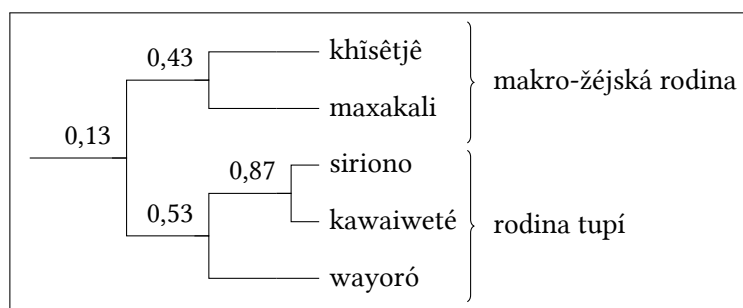 0,43
khĩsêtjê
makro-žéjská rodina
maxakali
0,13
siriono
0,87
kawaiweté
rodina tupí
0,53
wayoró